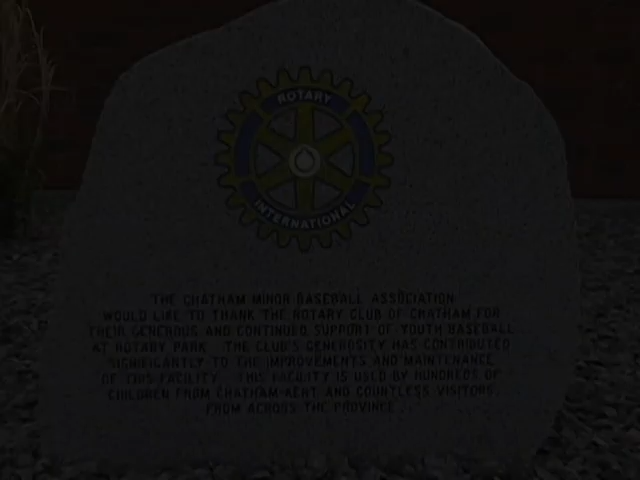 ROTARY
INTERNATIONAL
THE CHATHAM MINOR BASEBALL ASSOCIATION
WOULD LIKE TO THANK THE ROTARY CLUB OF CHATHAM FOR
THEIR GENEROUS AND CONTINUED SUPPORT OF YOUTH BASEBALL
AT ROTARY PARK. THE CLUB'S GENEROSITY HAS CONTRIBUTED
SIGNIFICANTLY TO THE IMPROVEMENTS AND MAINTENANCE
OF THIS FACILITY. THIS FACILITY IS USED BY HUNDREDS OF
CHILDREN FROM CHATHAM-KENT AND COUNTLESS VISITORS
FROM ACROSS THE PROVINCE.